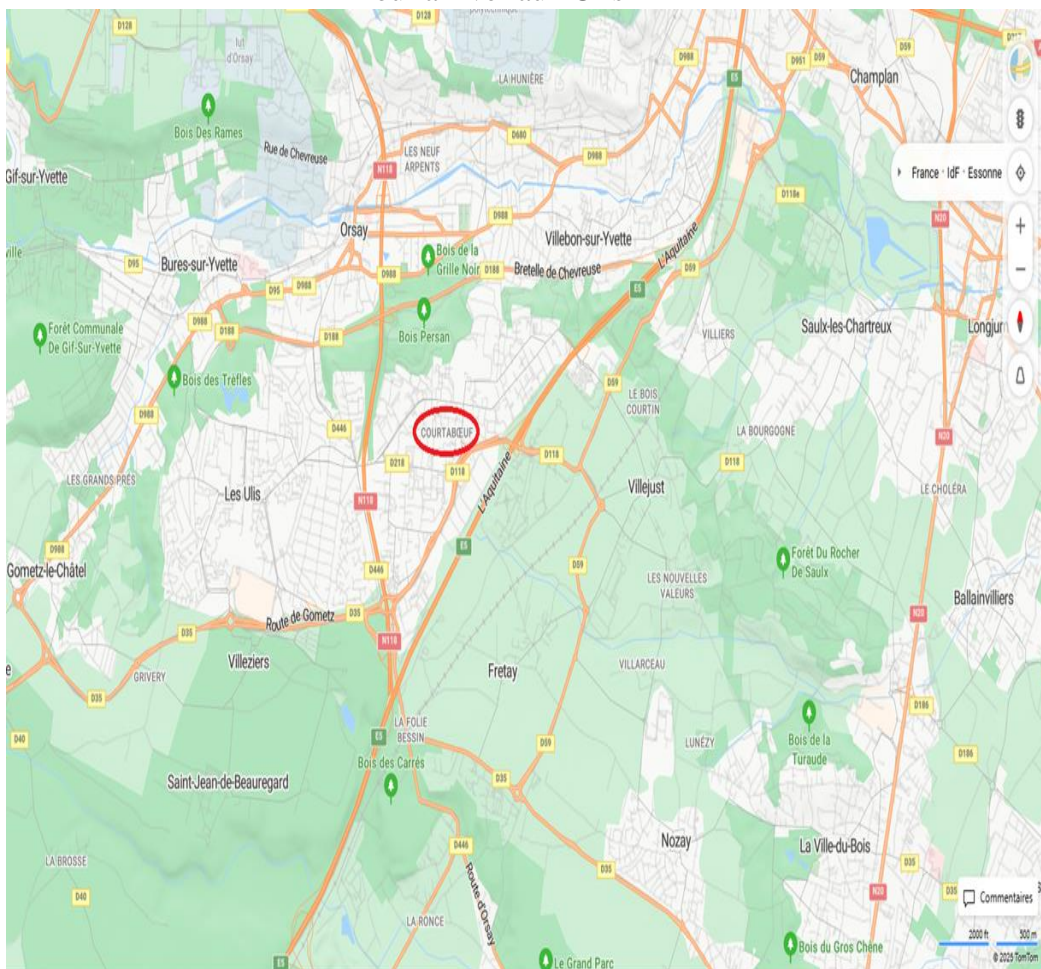 D128
D128
polytechnique
D988
D951
D59
D59
Champlan
E5
lut
d'Orsay
LA HUNIÈRE
Bois Des Rames
Rue de Chevreuse
D680
LES NEUF
ARPENTS
D988
N118
Gif-sur-Yvette
France · IdF · Essonne
D118e
N20
D988
Orsay
Villebon-sur-Yvette
L'Aquitaine
D95
Bures-sur-Yvette
Bois de la
Grille Noir
D188
Bretelle de Chevreuse
D59
D988
D95
D988
E5
D988
D188
D188
Bois Persan
Forêt Communale
De Gif-Sur-Yvette
VILLIERS
Saulx-les-Chartreux
Longjur
Bois des Trèfles
D59
LE BOIS
COURTIN
D988
D446
COURTABŒUF
LA BOURGOGNE
N20
D218
D118
D118
D118
LES GRANDS PRÉS
Les Ulis
N118
L'Aquitaine
Villejust
LE CHOLÉRA
D988
E5
Forêt Du Rocher
De Saulx
Gometz-le-Châtel
D446
D59
LES NOUVELLES
VALEURS
Ballainvilliers
Route de Gometz
D35
N20
D35
N118
Villeziers
GRIVERY
Fretay
VILLARCEAU
D35
D186
LA FOLIE
BESSIN
D40
E5
D59
LUNÉZY
Bois de la
Turaude
D186
Bois des Carrés
Saint-Jean-de-Beauregard
D35
Nozay
La Ville-du-Bois
D446
LA BROSSE
D35
D35
Route d'Orsay
D40
N20
D35
Commentaires
LA RONCE
2000 ft
500 m
E5
Le Grand Parc
Bois du Gros Chêne
© 2025 TomTom